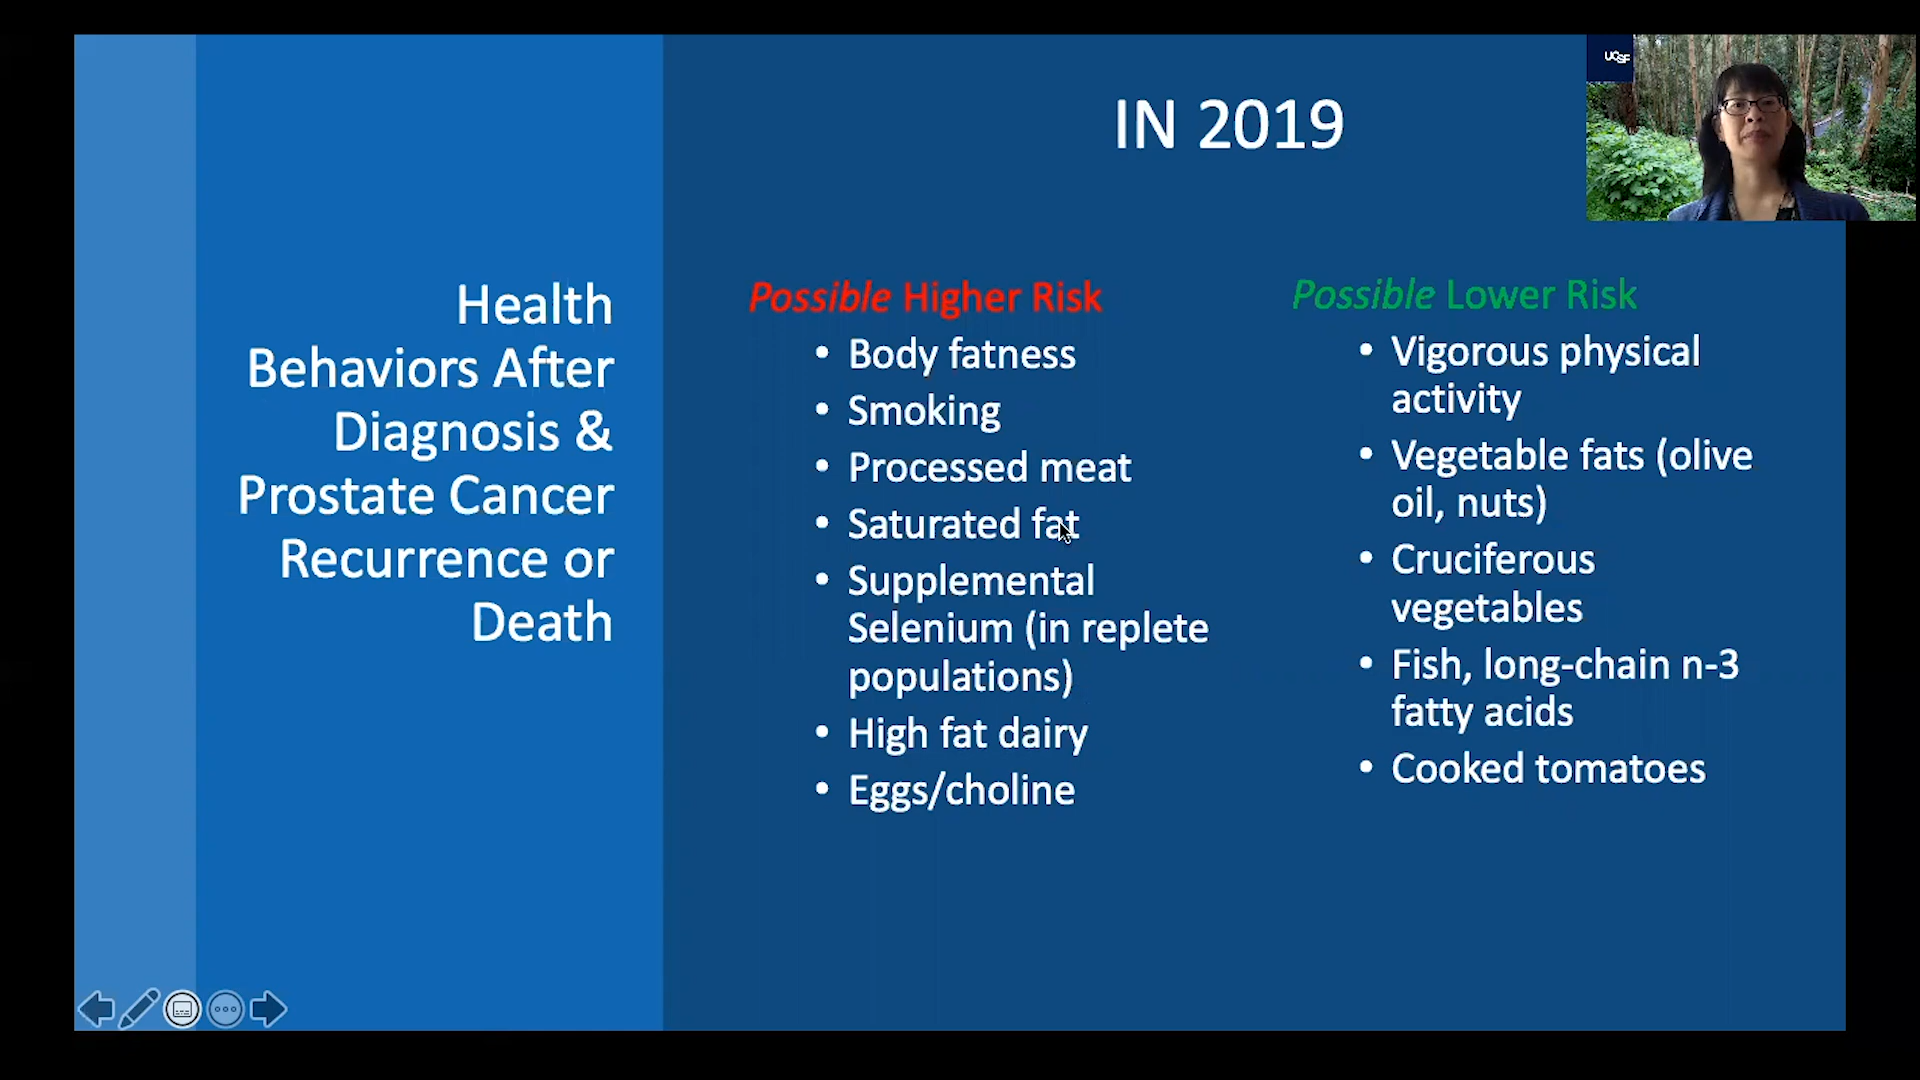 UCSF
IN 2019
Health
Behaviors After
Diagnosis &
Prostate Cancer
Recurrence or
Death
Possible Higher Risk
• Body fatness
• Smoking
• Processed meat
• Saturated fat
• Supplemental
Selenium (in replete
populations)
• High fat dairy
• Eggs/choline
Possible Lower Risk
• Vigorous physical
activity
• Vegetable fats (olive
oil, nuts)
• Cruciferous
vegetables
• Fish, long-chain n-3
fatty acids
• Cooked tomatoes